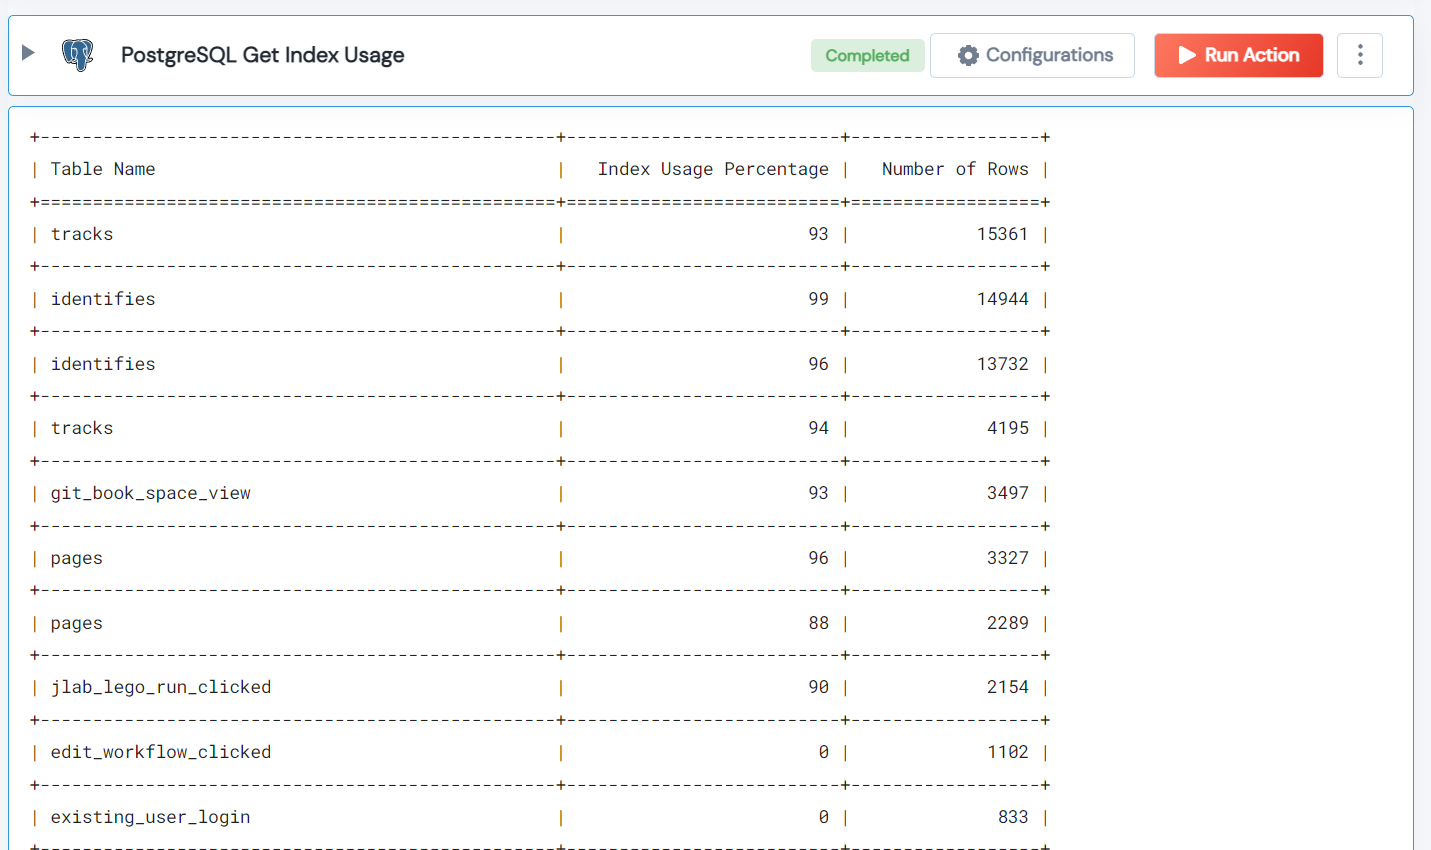 PostgreSQL Get Index Usage Completed Configurations Run Action
+-------------------------------------------------+--------------------------+------------------+
| Table Name | Index Usage Percentage | Number of Rows |
+=================================================+==========================+==================+
| tracks | 93 | 15361 |
+-------------------------------------------------+--------------------------+------------------+
| identifies | 99 | 14944 |
+-------------------------------------------------+--------------------------+------------------+
| identifies | 96 | 13732 |
+-------------------------------------------------+--------------------------+------------------+
| tracks | 94 | 4195 |
+-------------------------------------------------+--------------------------+------------------+
| git_book_space_view | 93 | 3497 |
+-------------------------------------------------+--------------------------+------------------+
| pages | 96 | 3327 |
+-------------------------------------------------+--------------------------+------------------+
| pages | 88 | 2289 |
+-------------------------------------------------+--------------------------+------------------+
| jlab_lego_run_clicked | 90 | 2154 |
+-------------------------------------------------+--------------------------+------------------+
| edit_workflow_clicked | 0 | 1102 |
+-------------------------------------------------+--------------------------+------------------+
| existing_user_login | 0 | 833 |
+-------------------------------------------------+--------------------------+------------------+